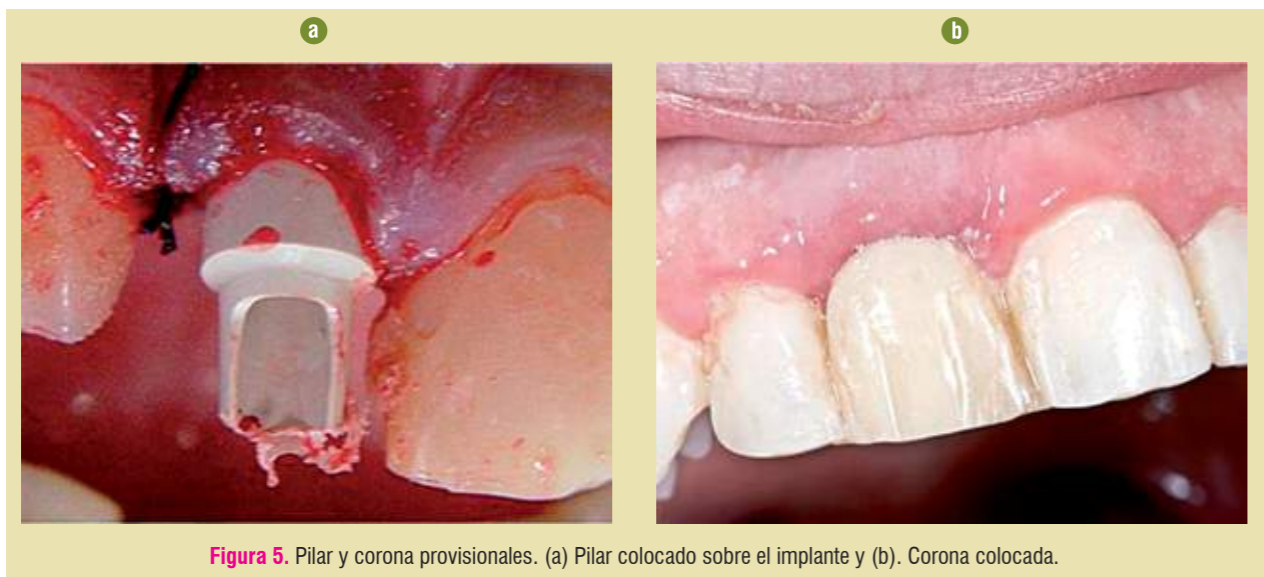 a
b
Figura 5. Pilar y corona provisionales. (a) Pilar colocado sobre el implante y (b). Corona colocada.